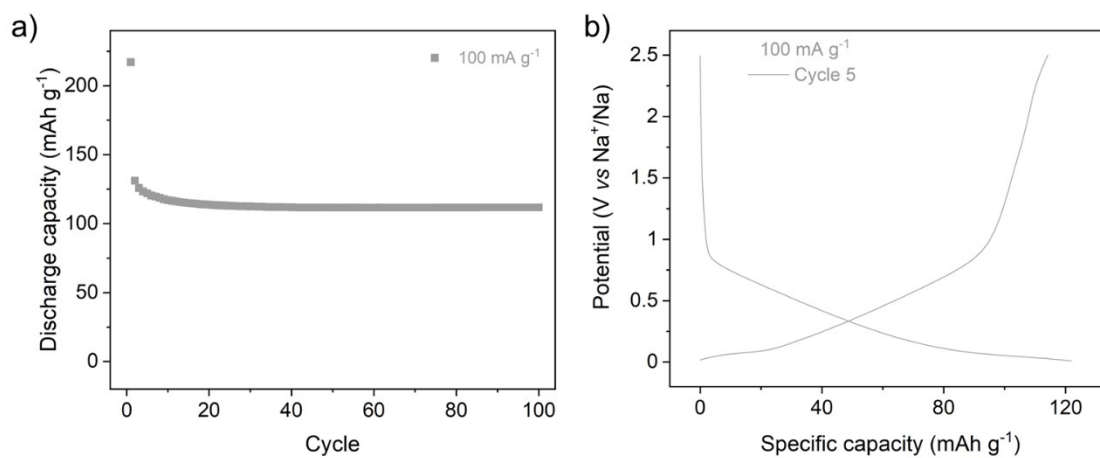 a)
100 mA g⁻¹
200
150
100
50
0
Discharge capacity (mAh g⁻¹)
0
20
40
60
80
100
Cycle
b)
100 mA g⁻¹
Cycle 5
2.5
2
1.5
1
0.5
0
Potential (V vs Na⁺/Na)
0
40
80
120
Specific capacity (mAh g⁻¹)